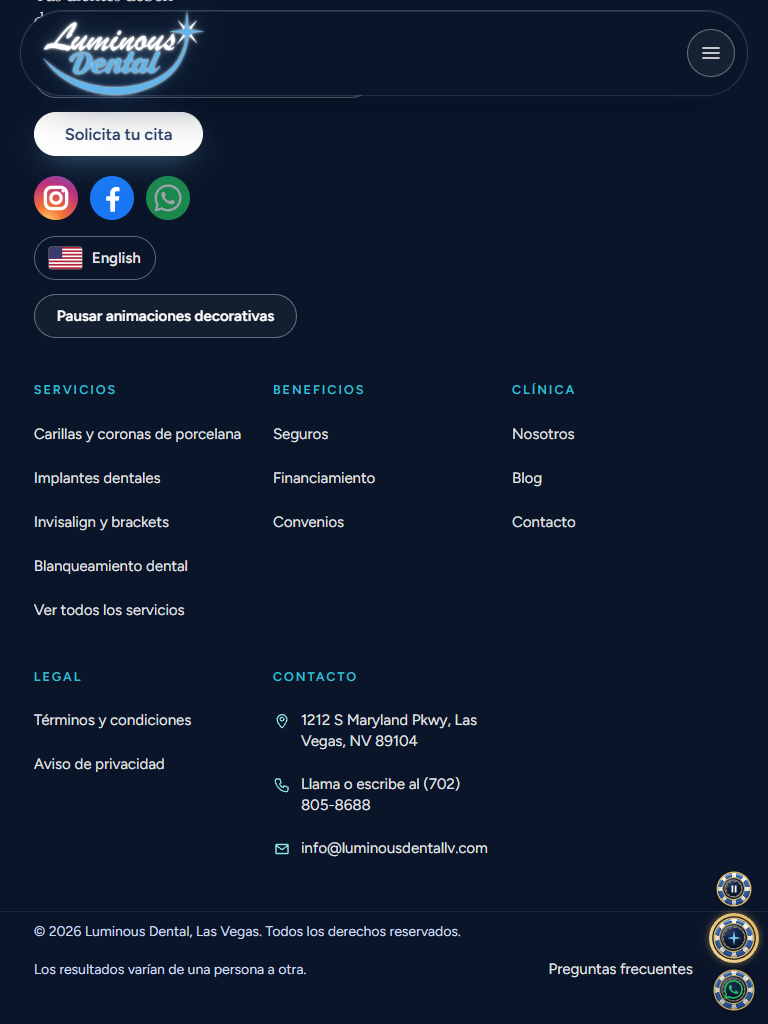 Luminous
Dental
Solicita tu cita
English
Pausar animaciones decorativas
SERVICIOS
Carillas y coronas de porcelana
Implantes dentales
Invisalign y brackets
Blanqueamiento dental
Ver todos los servicios
BENEFICIOS
Seguros
Financiamiento
Convenios
CLÍNICA
Nosotros
Blog
Contacto
LEGAL
Términos y condiciones
Aviso de privacidad
CONTACTO
1212 S Maryland Pkwy, Las
Vegas, NV 89104
Llama o escribe al (702)
805-8688
info@luminousdentallv.com
© 2026 Luminous Dental, Las Vegas. Todos los derechos reservados.
Los resultados varían de una persona a otra.
Preguntas frecuentes